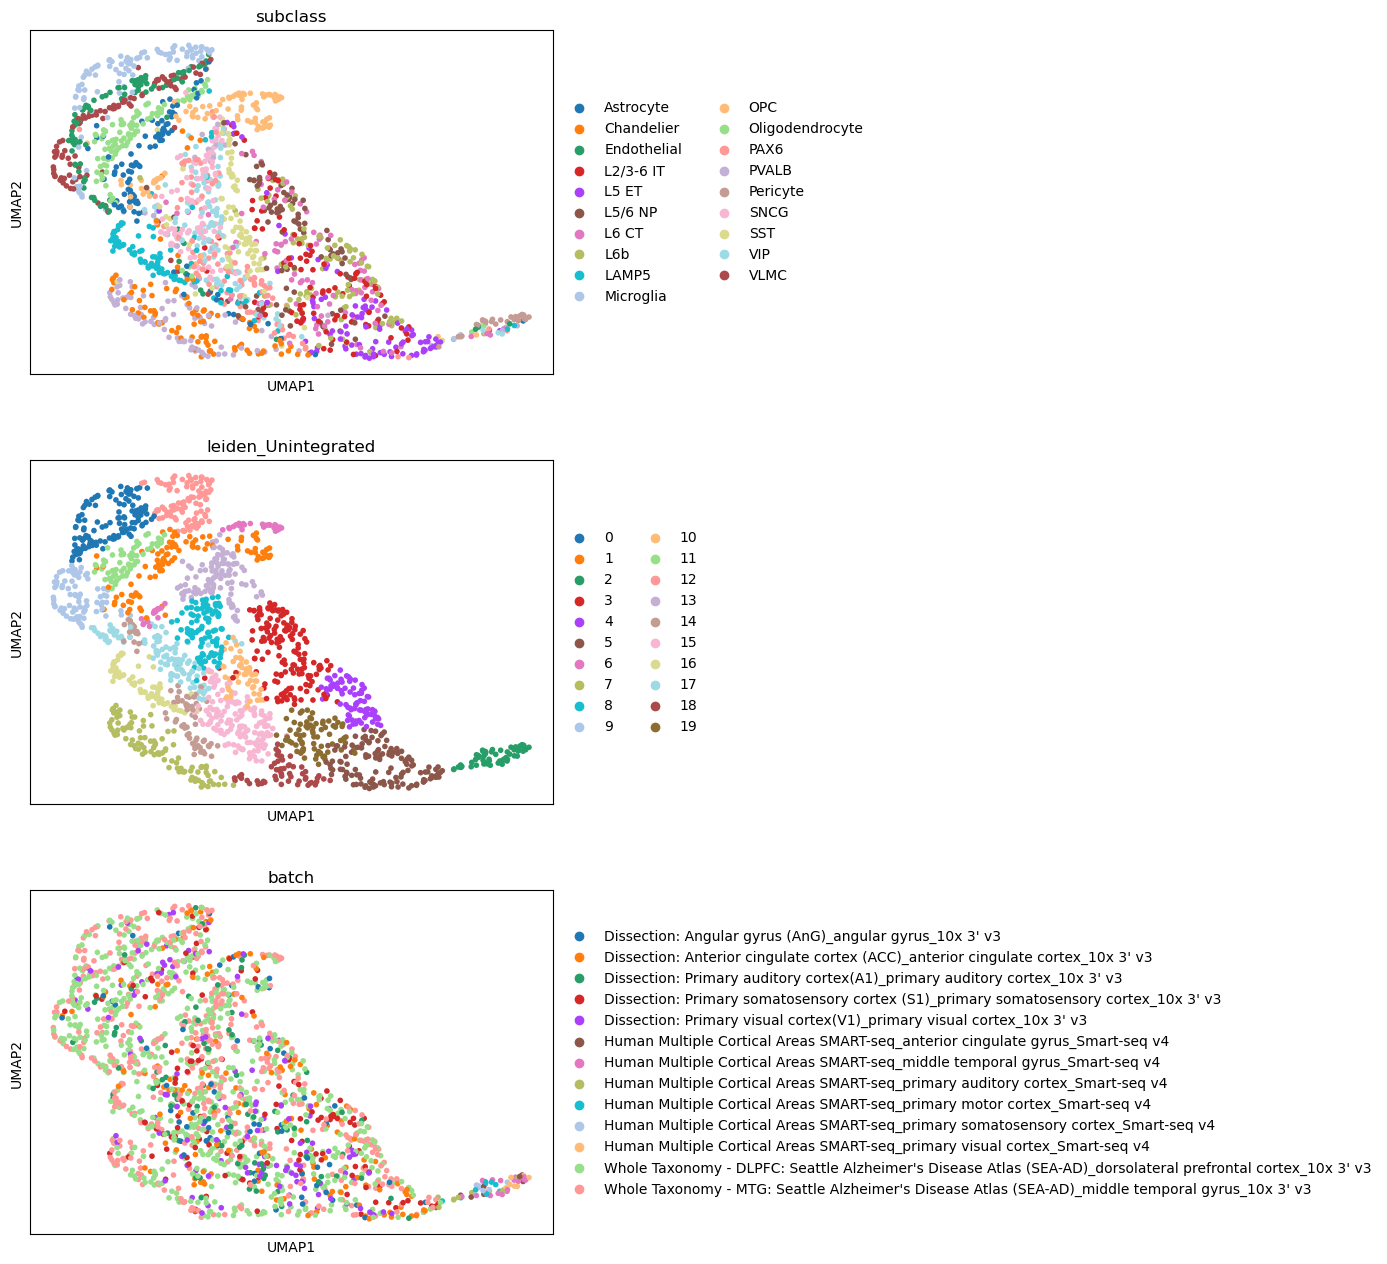 subclass
UMAP2
UMAP1
Astrocyte
Chandelier
Endothelial
L2/3-6 IT
L5 ET
L5/6 NP
L6 CT
L6b
LAMP5
Microglia
OPC
Oligodendrocyte
PAX6
PVALB
Pericyte
SNCG
SST
VIP
VLMC
leiden_Unintegrated
UMAP2
UMAP1
0
1
2
3
4
5
6
7
8
9
10
11
12
13
14
15
16
17
18
19
batch
UMAP2
UMAP1
Dissection: Angular gyrus (AnG)_angular gyrus_10x 3' v3
Dissection: Anterior cingulate cortex (ACC)_anterior cingulate cortex_10x 3' v3
Dissection: Primary auditory cortex(A1)_primary auditory cortex_10x 3' v3
Dissection: Primary somatosensory cortex (S1)_primary somatosensory cortex_10x 3' v3
Dissection: Primary visual cortex(V1)_primary visual cortex_10x 3' v3
Human Multiple Cortical Areas SMART-seq_anterior cingulate gyrus_Smart-seq v4
Human Multiple Cortical Areas SMART-seq_middle temporal gyrus_Smart-seq v4
Human Multiple Cortical Areas SMART-seq_primary auditory cortex_Smart-seq v4
Human Multiple Cortical Areas SMART-seq_primary motor cortex_Smart-seq v4
Human Multiple Cortical Areas SMART-seq_primary somatosensory cortex_Smart-seq v4
Human Multiple Cortical Areas SMART-seq_primary visual cortex_Smart-seq v4
Whole Taxonomy - DLPFC: Seattle Alzheimer's Disease Atlas (SEA-AD)_dorsolateral prefrontal cortex_10x 3' v3
Whole Taxonomy - MTG: Seattle Alzheimer's Disease Atlas (SEA-AD)_middle temporal gyrus_10x 3' v3